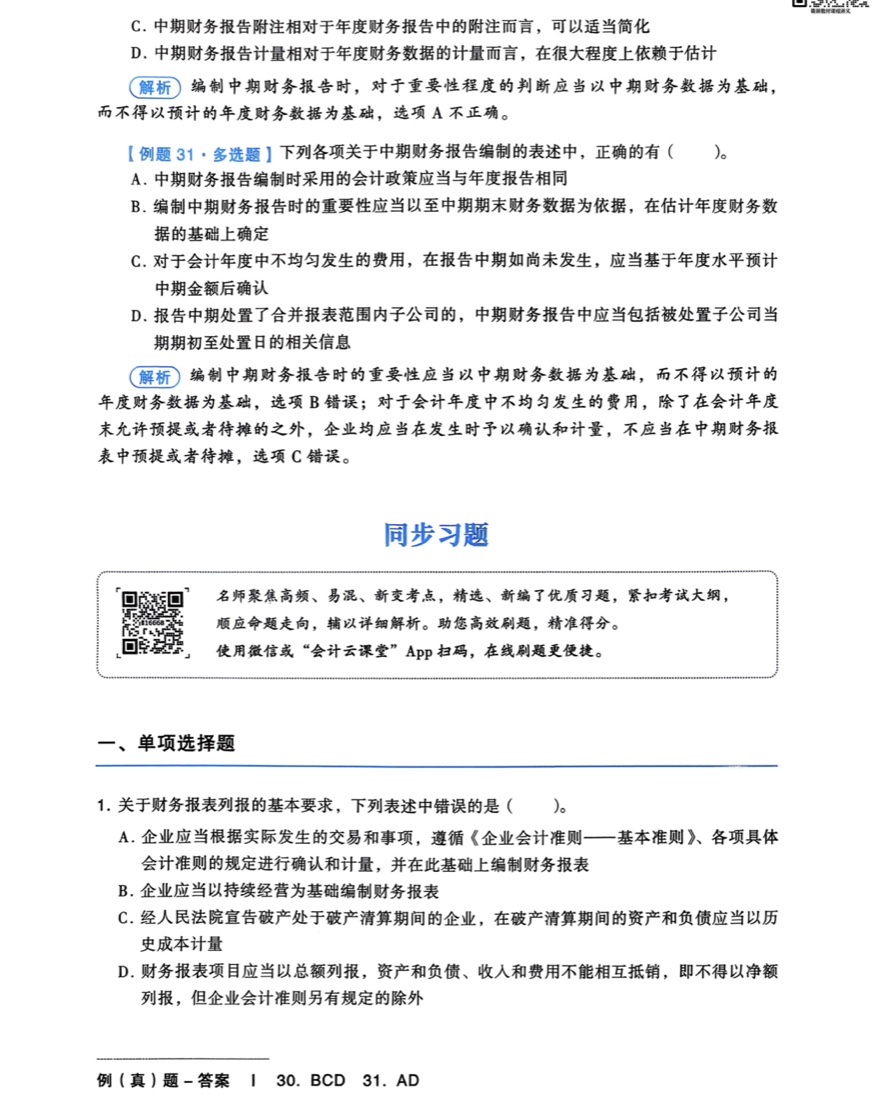 C. 中期财务报告附注相对于年度财务报告中的附注而言，可以适当简化
D. 中期财务报告计量相对于年度财务数据的计量而言，在很大程度上依赖于估计
解析 编制中期财务报告时，对于重要性程度的判断应当以中期财务数据为基础，
而不得以预计的年度财务数据为基础，选项 A 不正确。
【例题 31·多选题】下列各项关于中期财务报告编制的表述中，正确的有（　　）。
A. 中期财务报告编制时采用的会计政策应当与年度报告相同
B. 编制中期财务报告时的重要性应当以至中期期末财务数据为依据，在估计年度财务数
据的基础上确定
C. 对于会计年度中不均匀发生的费用，在报告中期如尚未发生，应当基于年度水平预计
中期金额后确认
D. 报告中期处置了合并报表范围内子公司的，中期财务报告中应当包括被处置子公司当
期期初至处置日的相关信息
解析 编制中期财务报告时的重要性应当以中期财务数据为基础，而不得以预计的
年度财务数据为基础，选项 B 错误；对于会计年度中不均匀发生的费用，除了在会计年度
末允许预提或者待摊的之外，企业均应当在发生时予以确认和计量，不应当在中期财务报
表中预提或者待摊，选项 C 错误。
同步习题
名师聚焦高频、易混、新变考点，精选、新编了优质习题，紧扣考试大纲，
顺应命题走向，辅以详细解析。助您高效刷题，精准得分。
使用微信或“会计云课堂”App 扫码，在线刷题更便捷。
一、单项选择题
1. 关于财务报表列报的基本要求，下列表述中错误的是（　　）。
A. 企业应当根据实际发生的交易和事项，遵循《企业会计准则——基本准则》、各项具体
会计准则的规定进行确认和计量，并在此基础上编制财务报表
B. 企业应当以持续经营为基础编制财务报表
C. 经人民法院宣告破产处于破产清算期间的企业，在破产清算期间的资产和负债应当以历
史成本计量
D. 财务报表项目应当以总额列报，资产和负债、收入和费用不能相互抵销，即不得以净额
列报，但企业会计准则另有规定的除外
例（真）题 – 答案 | 30. BCD 31. AD